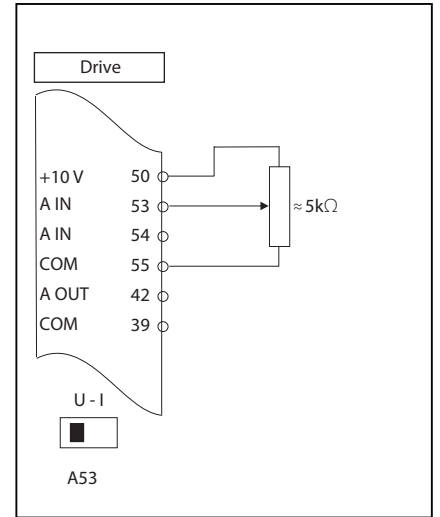 Drive
+10 V 50
A IN 53
≈ 5kΩ
A IN 54
COM 55
A OUT 42
COM 39
U - I
A53